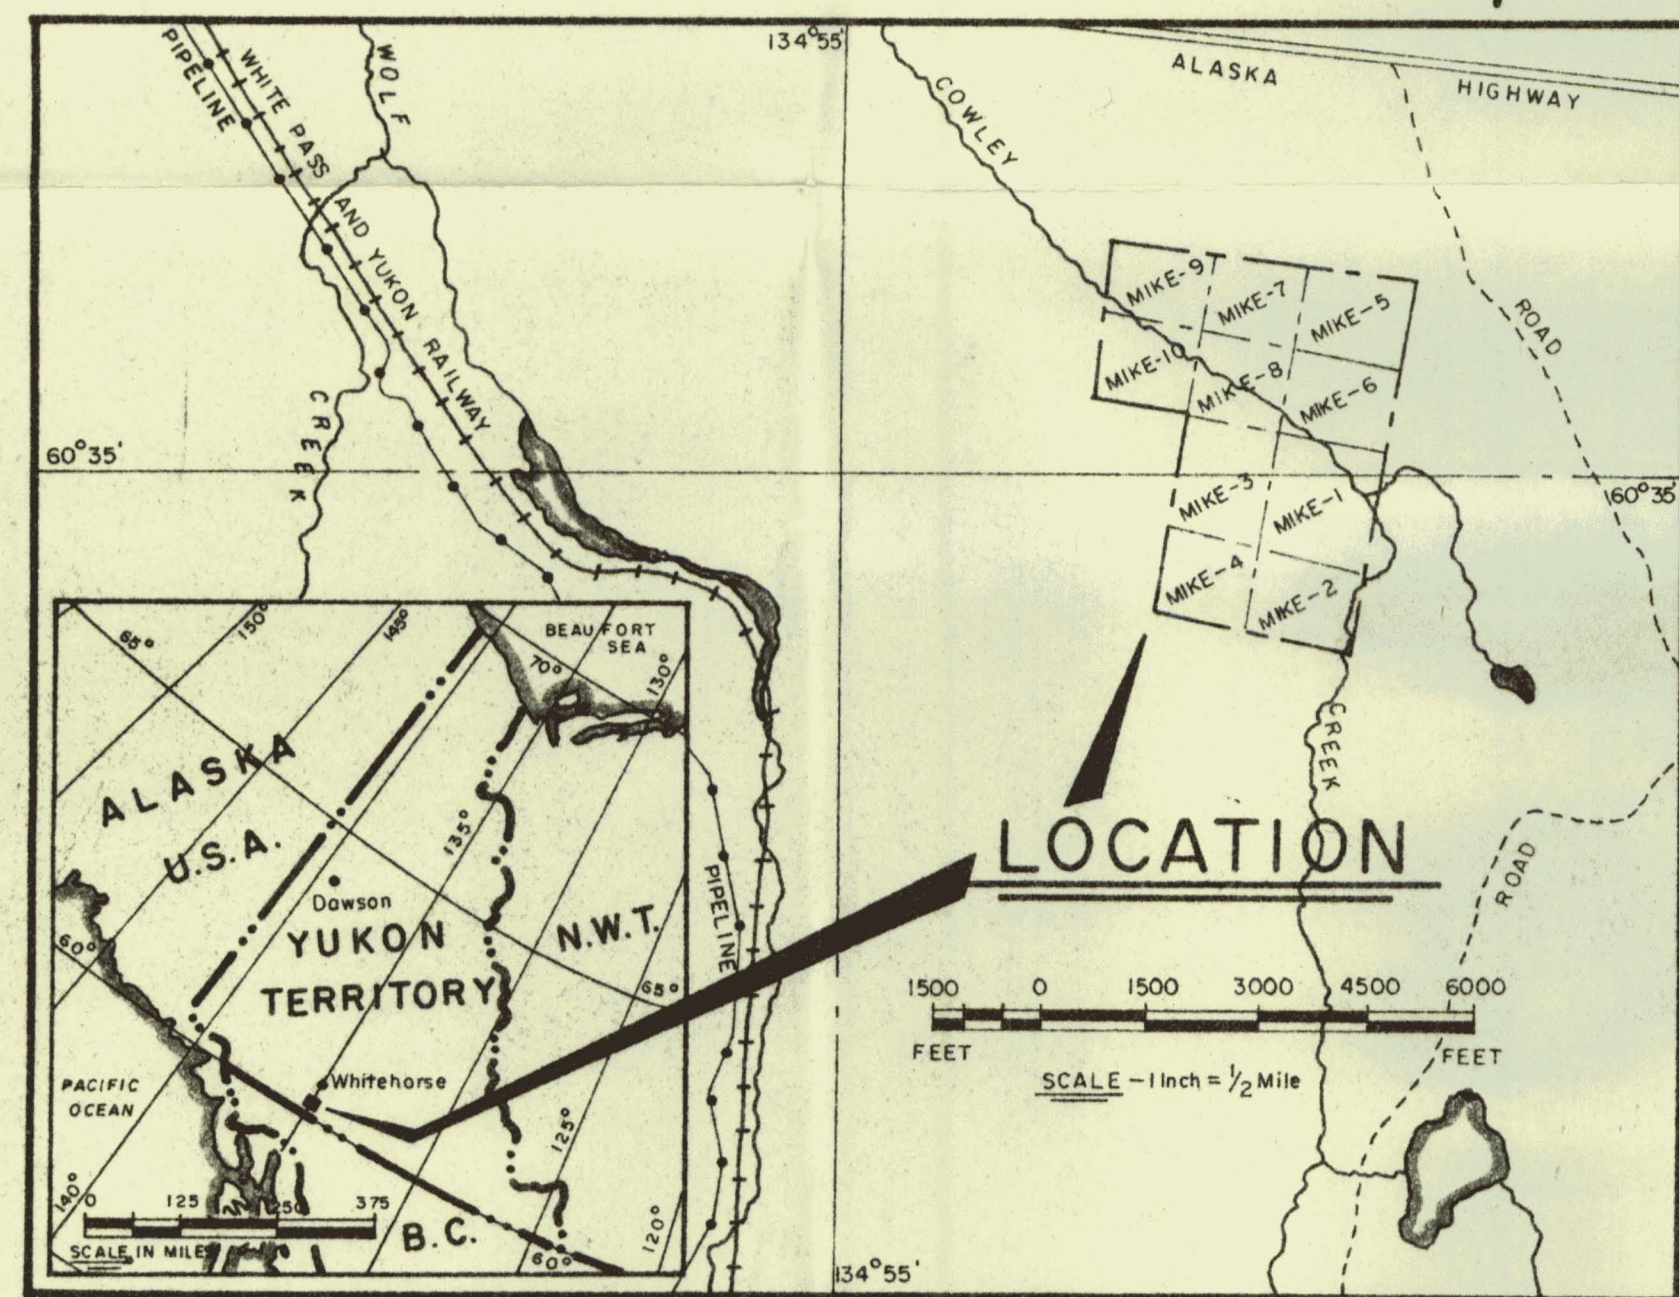 134°55'
PIPELINE
WHITE PASS AND YUKON RAILWAY
WOLF
CREEK
COWLEY
CREEK
ALASKA HIGHWAY
ROAD
MIKE-9
MIKE-7
MIKE-5
MIKE-10
MIKE-8
MIKE-6
60°35'
60°35'
MIKE-3
MIKE-1
MIKE-4
MIKE-2
LOCATION
ROAD
PIPELINE
1500 0 1500 3000 4500 6000
FEET FEET
SCALE - 1 Inch = 1/2 Mile
134°55'
65°
150°
145°
BEAUFORT
SEA
70°
130°
ALASKA
U.S.A.
135°
Dawson
YUKON
TERRITORY
N.W.T.
60°
65°
Whitehorse
PACIFIC
OCEAN
125°
140°
0 125 250 375
SCALE IN MILES
B.C.
60°
120°